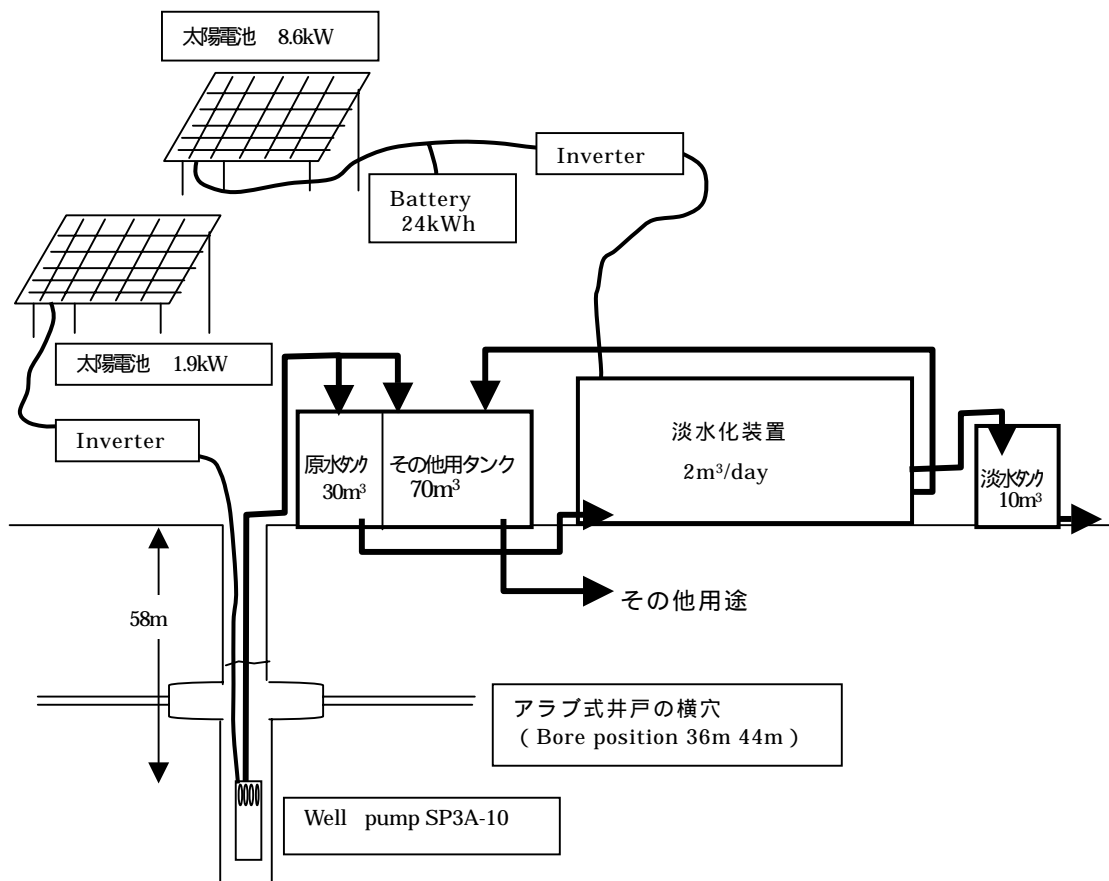 太陽電池 8.6kW
Inverter
Battery
24kWh
太陽電池 1.9kW
Inverter
原水タンク
30m³
その他用タンク
70m³
淡水化装置
2m³/day
淡水タンク
10m³
その他用途
58m
アラブ式井戸の横穴
( Bore position 36m 44m )
Well pump SP3A-10